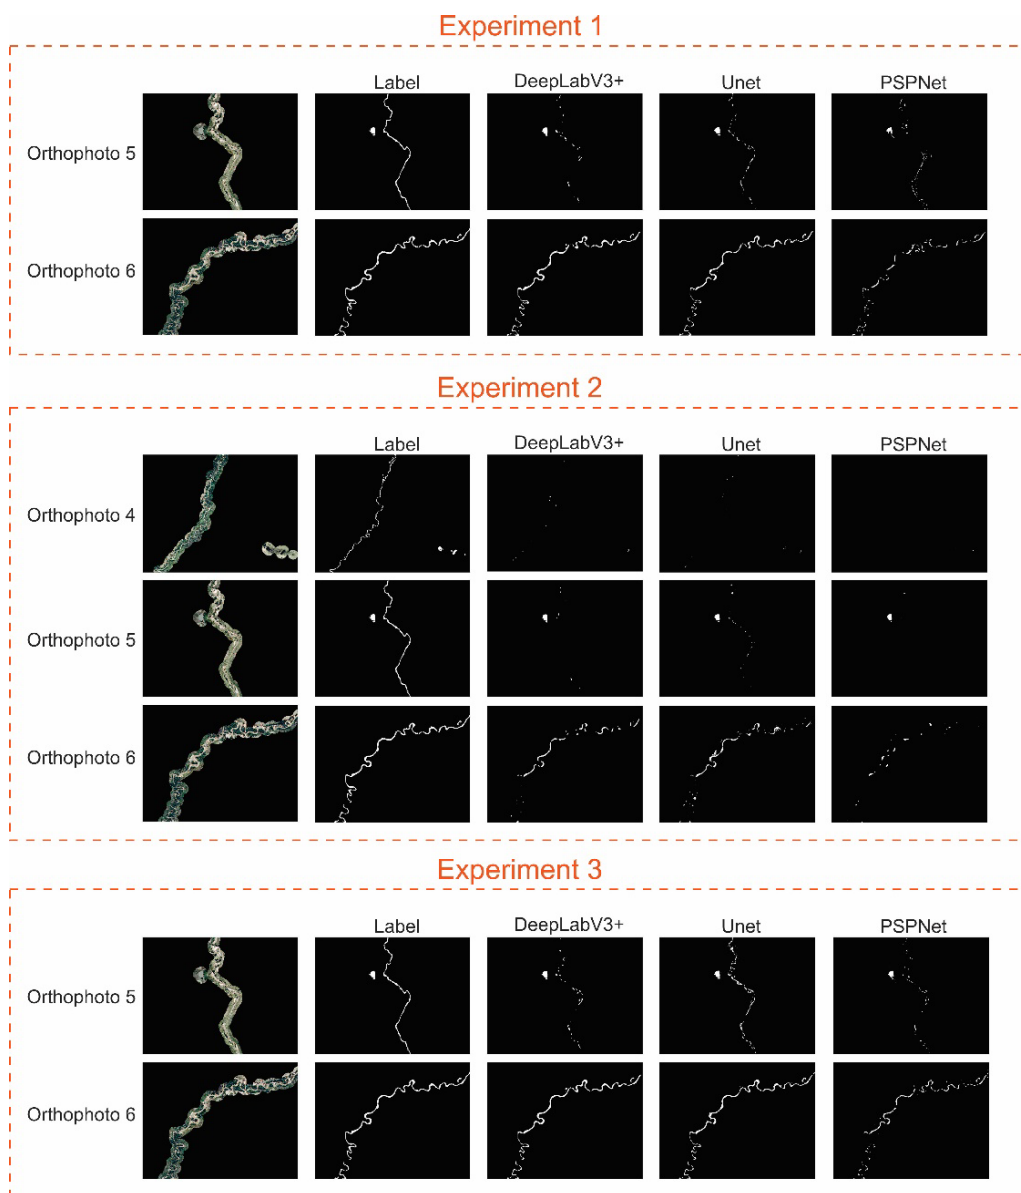 Experiment 1
Label
DeepLabV3+
Unet
PSPNet
Orthophoto 5
Orthophoto 6
Experiment 2
Label
DeepLabV3+
Unet
PSPNet
Orthophoto 4
Orthophoto 5
Orthophoto 6
Experiment 3
Label
DeepLabV3+
Unet
PSPNet
Orthophoto 5
Orthophoto 6